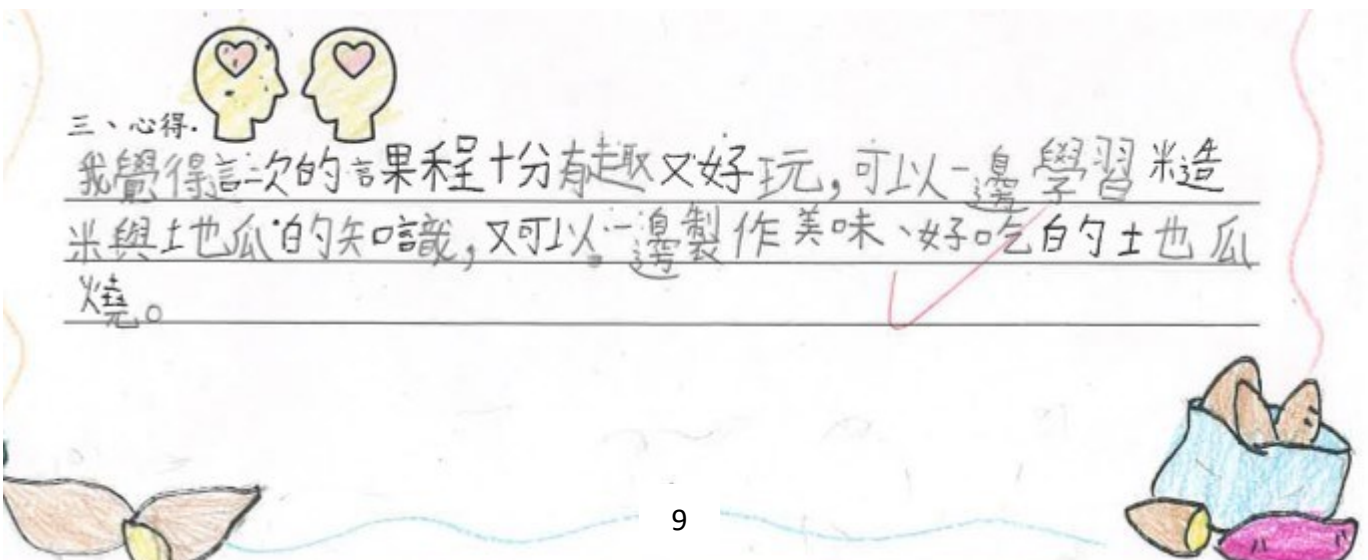 三、心得.
我覺得這次的課程十分有趣又好玩,可以一邊學習糙
米與地瓜的知識,又可以一邊製作美味、好吃的地瓜
燒。
9